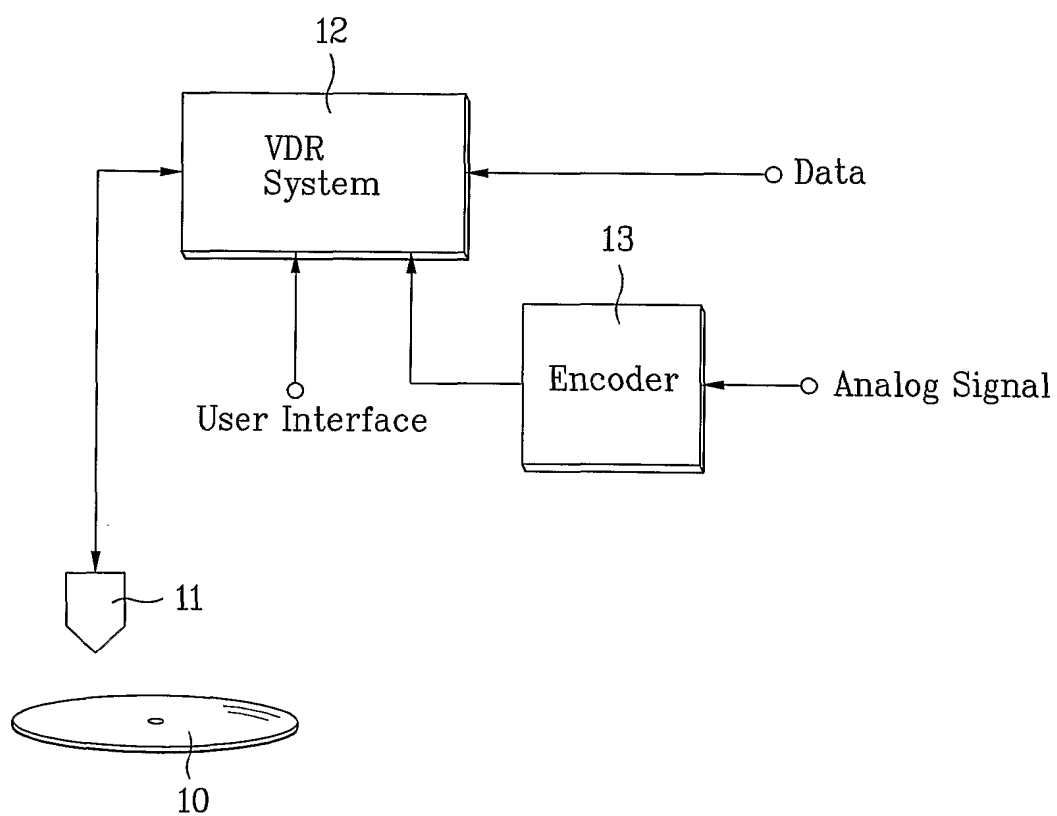 12
VDR
System
Data
13
Encoder
Analog Signal
User Interface
11
10